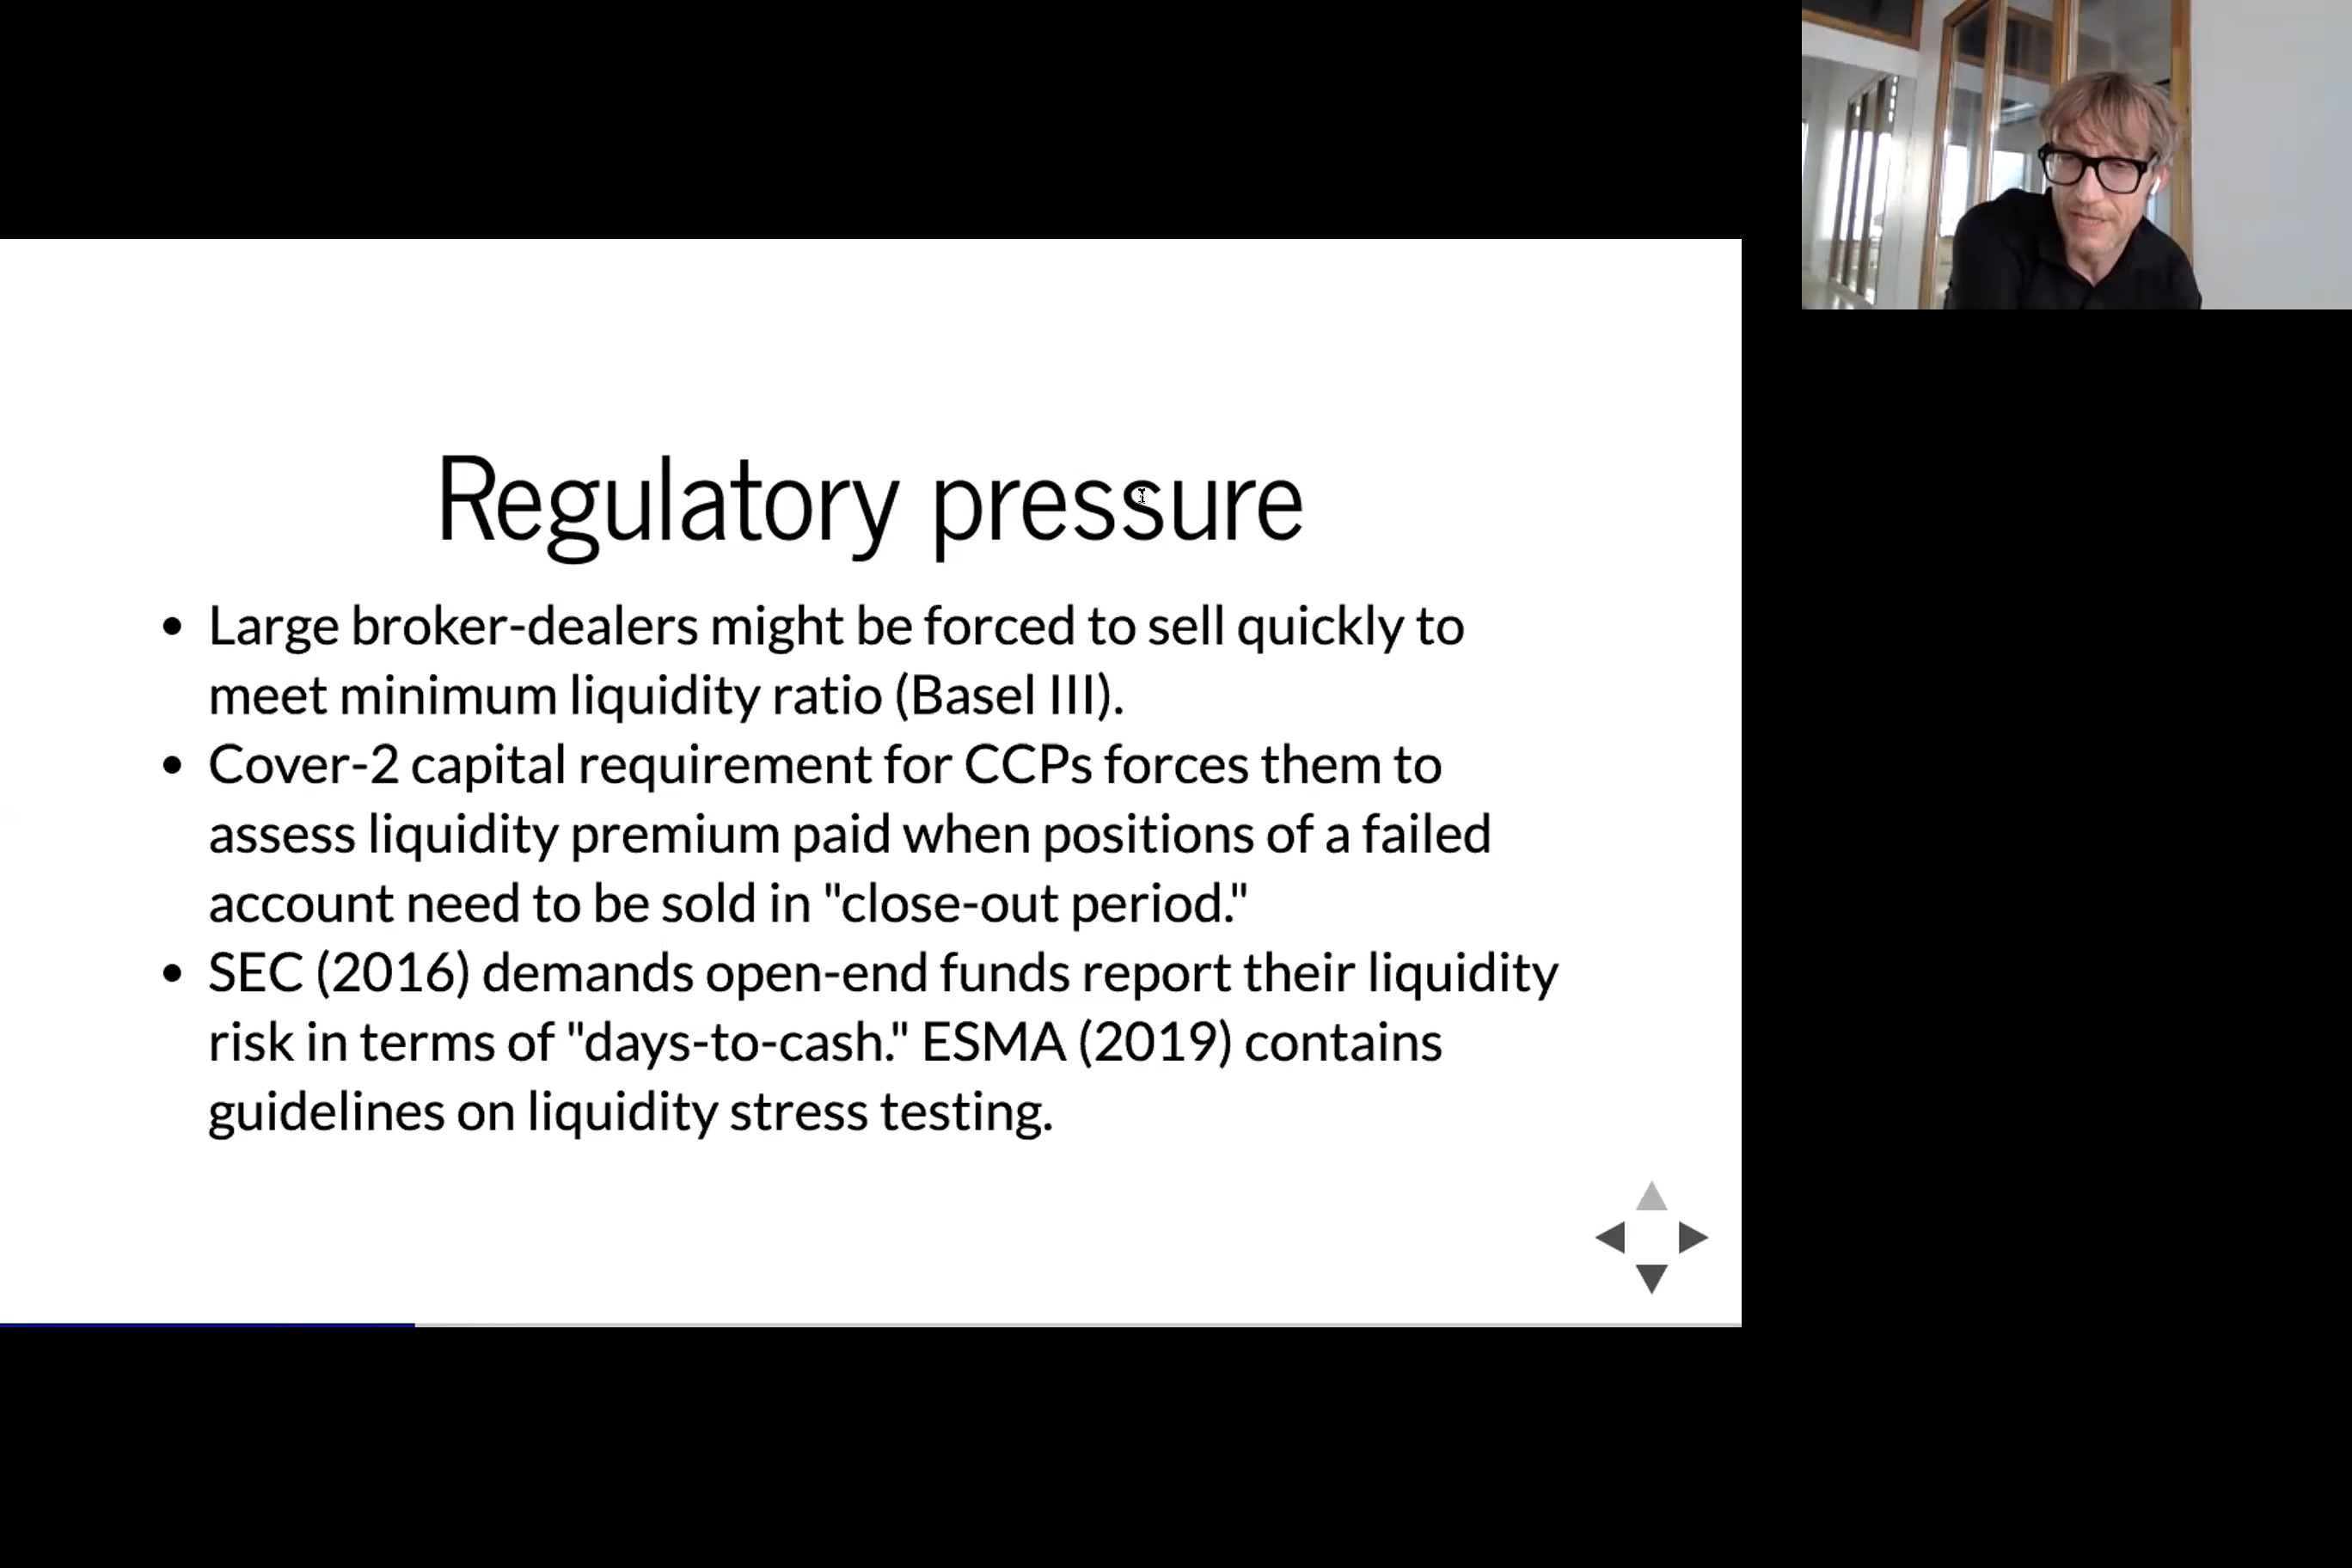 Regulatory pressure
• Large broker-dealers might be forced to sell quickly to
meet minimum liquidity ratio (Basel III).
• Cover-2 capital requirement for CCPs forces them to
assess liquidity premium paid when positions of a failed
account need to be sold in "close-out period."
• SEC (2016) demands open-end funds report their liquidity
risk in terms of "days-to-cash." ESMA (2019) contains
guidelines on liquidity stress testing.